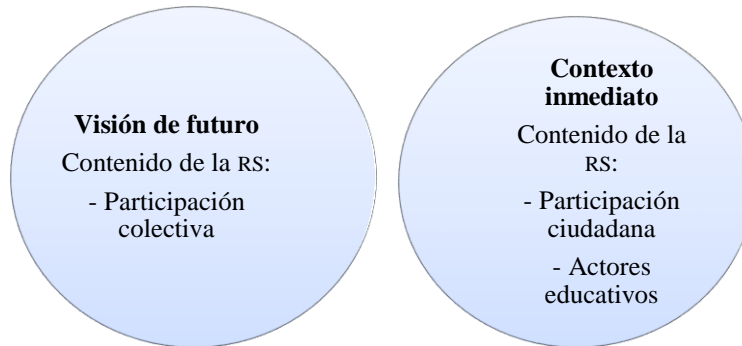 Visión de futuro
Contenido de la RS:
- Participación
colectiva
Contexto
inmediato
Contenido de la
RS:
- Participación
ciudadana
- Actores
educativos